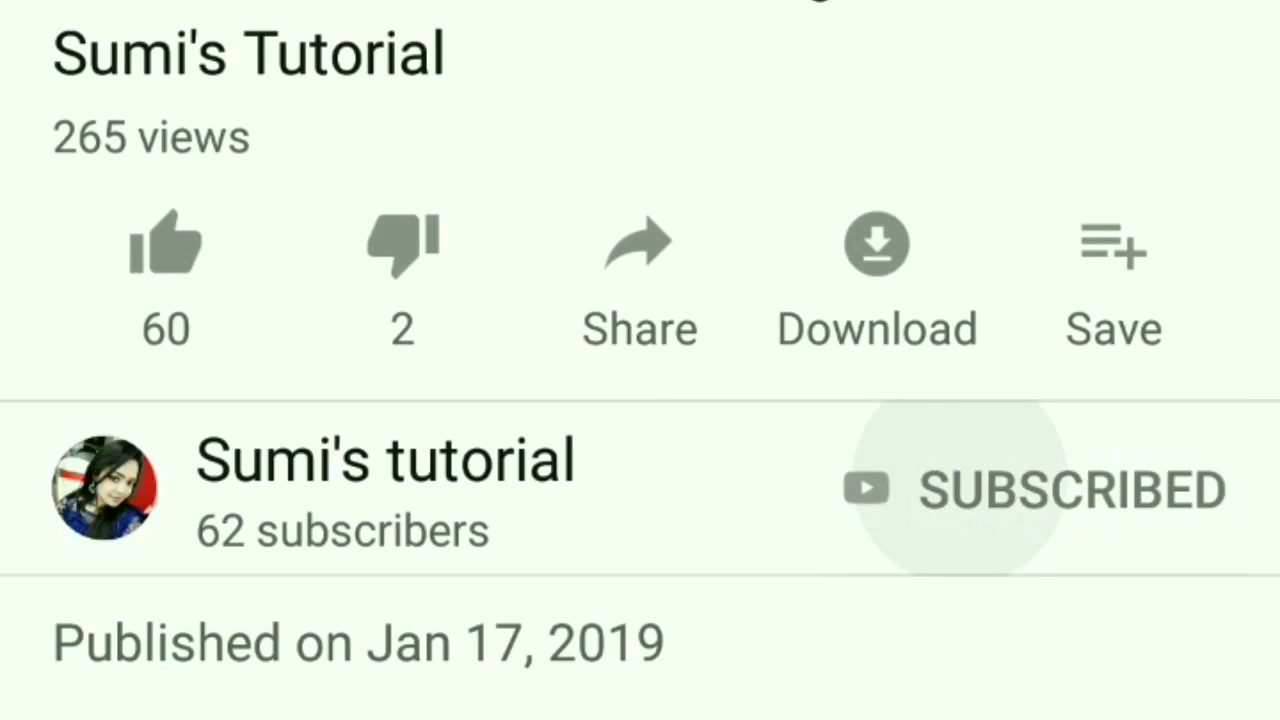 Sumi's Tutorial
265 views
60
2
Share
Download
Save
Sumi's tutorial
62 subscribers
SUBSCRIBED
Published on Jan 17, 2019